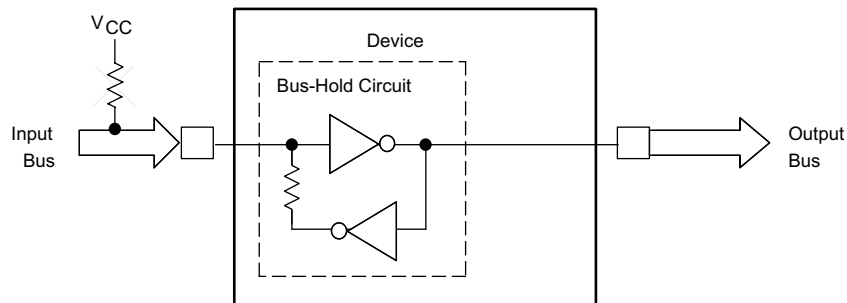 VCC
Device
Bus-Hold Circuit
Input
Bus
Output
Bus